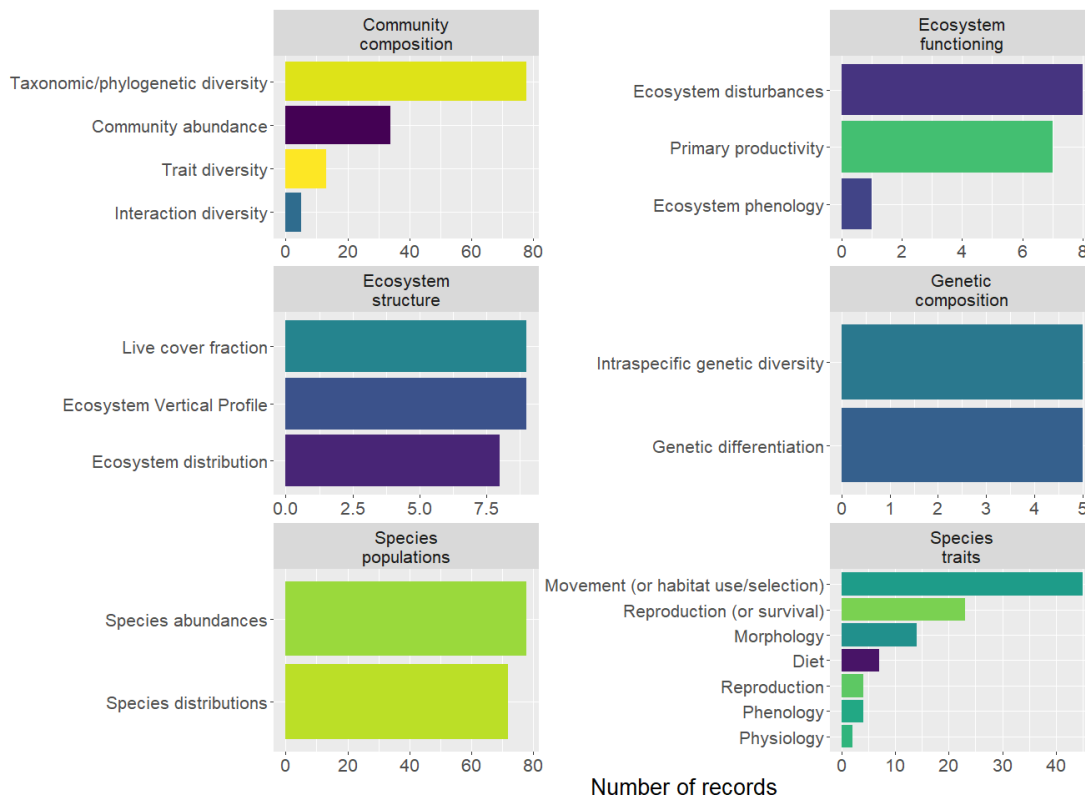 Community
composition
Taxonomic/phylogenetic diversity
Community abundance
Trait diversity
Interaction diversity
0 20 40 60 80
Ecosystem
functioning
Ecosystem disturbances
Primary productivity
Ecosystem phenology
0 2 4 6 8
Ecosystem
structure
Live cover fraction
Ecosystem Vertical Profile
Ecosystem distribution
0.0 2.5 5.0 7.5
Genetic
composition
Intraspecific genetic diversity
Genetic differentiation
0 1 2 3 4 5
Species
populations
Species abundances
Species distributions
0 20 40 60 80
Species
traits
Movement (or habitat use/selection)
Reproduction (or survival)
Morphology
Diet
Reproduction
Phenology
Physiology
0 10 20 30 40
Number of records